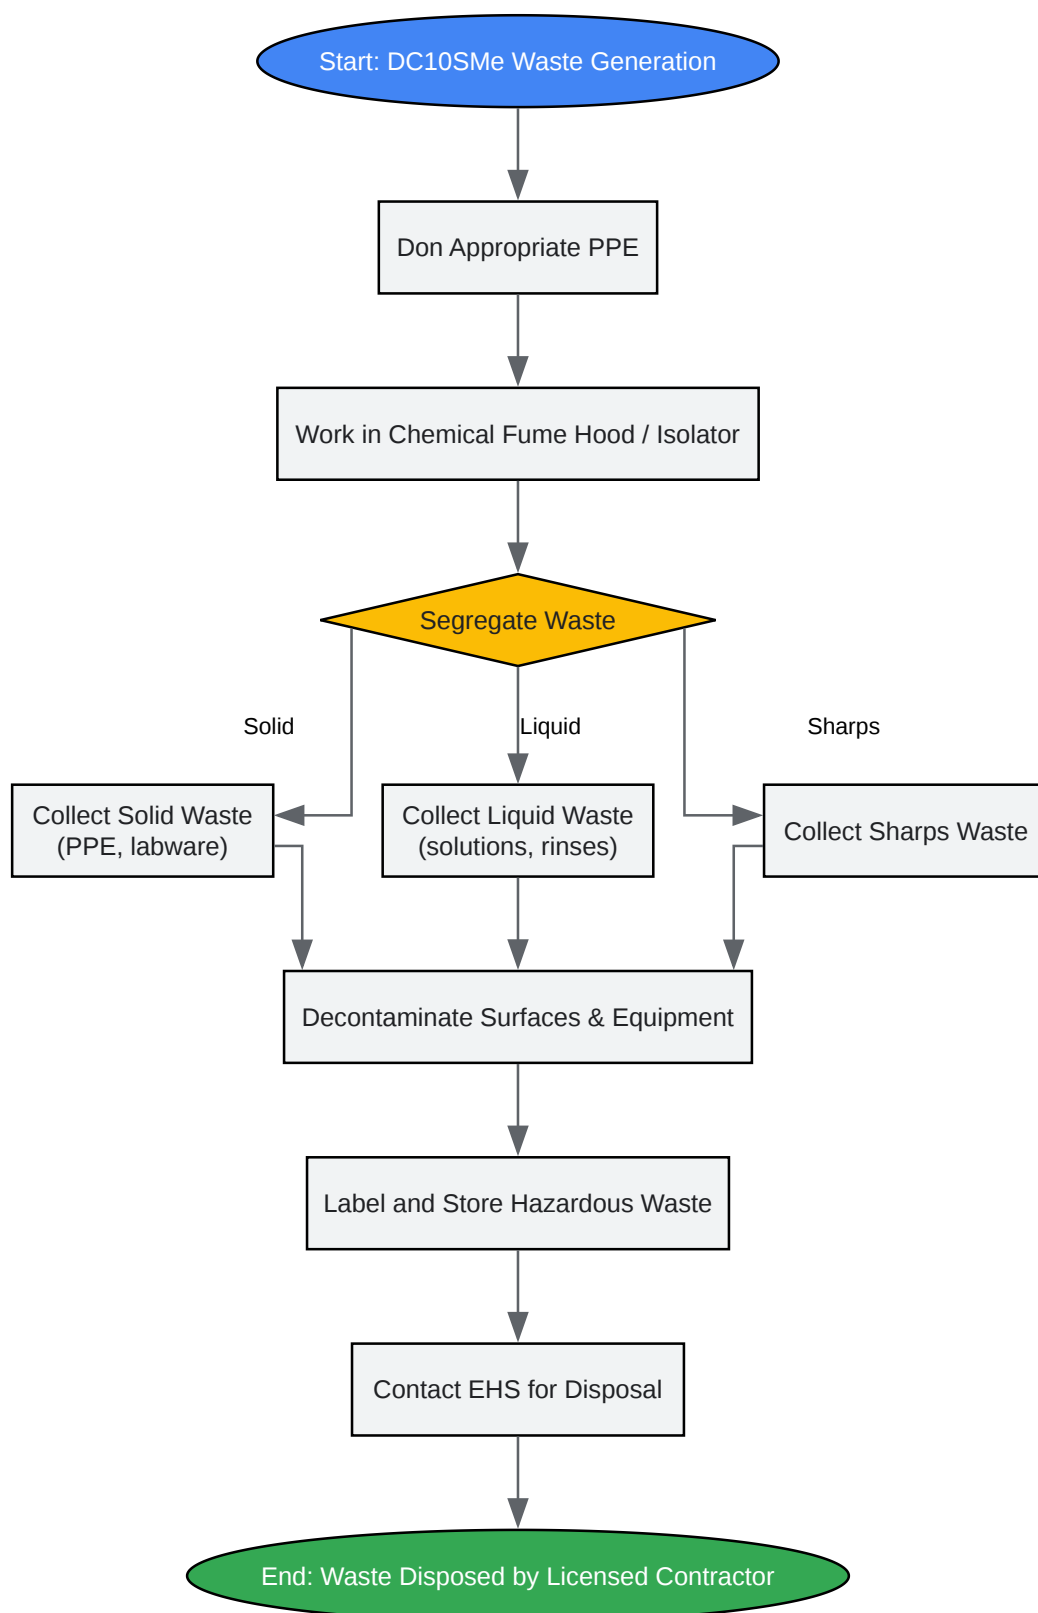 Start: DC10SMe Waste Generation
Don Appropriate PPE
Work in Chemical Fume Hood / Isolator
Segregate Waste
Solid
Liquid
Sharps
Collect Solid Waste
(PPE, labware)
Collect Liquid Waste
(solutions, rinses)
Collect Sharps Waste
Decontaminate Surfaces & Equipment
Label and Store Hazardous Waste
Contact EHS for Disposal
End: Waste Disposed by Licensed Contractor